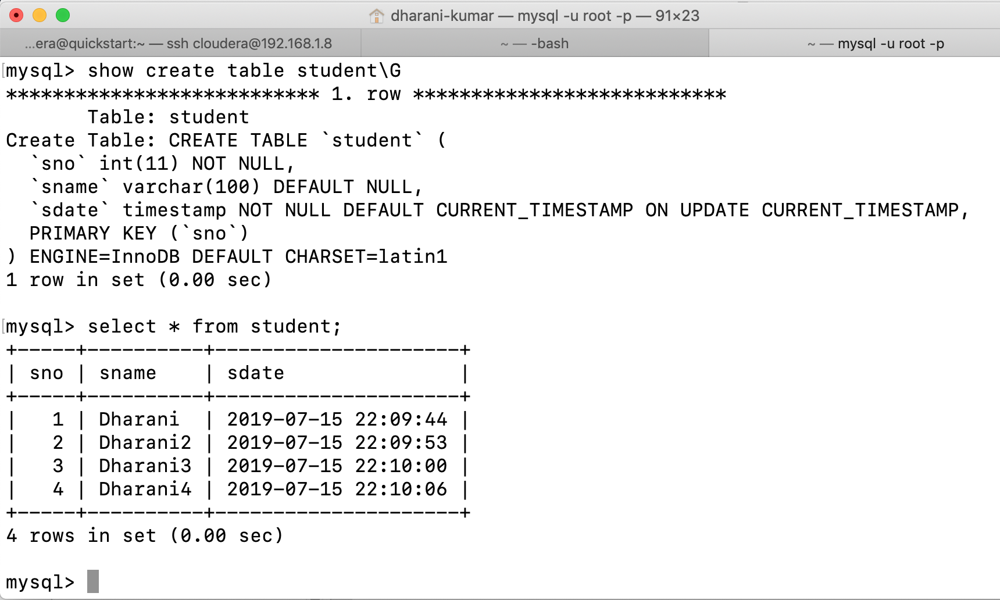 dharani-kumar — mysql -u root -p — 91×23
...era@quickstart:~ — ssh cloudera@192.168.1.8 ~ — -bash ~ — mysql -u root -p
[mysql> show create table student\G
*************************** 1. row ***************************
       Table: student
Create Table: CREATE TABLE `student` (
  `sno` int(11) NOT NULL,
  `sname` varchar(100) DEFAULT NULL,
  `sdate` timestamp NOT NULL DEFAULT CURRENT_TIMESTAMP ON UPDATE CURRENT_TIMESTAMP,
  PRIMARY KEY (`sno`)
) ENGINE=InnoDB DEFAULT CHARSET=latin1
1 row in set (0.00 sec)

[mysql> select * from student;
+-----+----------+---------------------+
| sno | sname    | sdate               |
+-----+----------+---------------------+
|   1 | Dharani  | 2019-07-15 22:09:44 |
|   2 | Dharani2 | 2019-07-15 22:09:53 |
|   3 | Dharani3 | 2019-07-15 22:10:00 |
|   4 | Dharani4 | 2019-07-15 22:10:06 |
+-----+----------+---------------------+
4 rows in set (0.00 sec)

mysql>